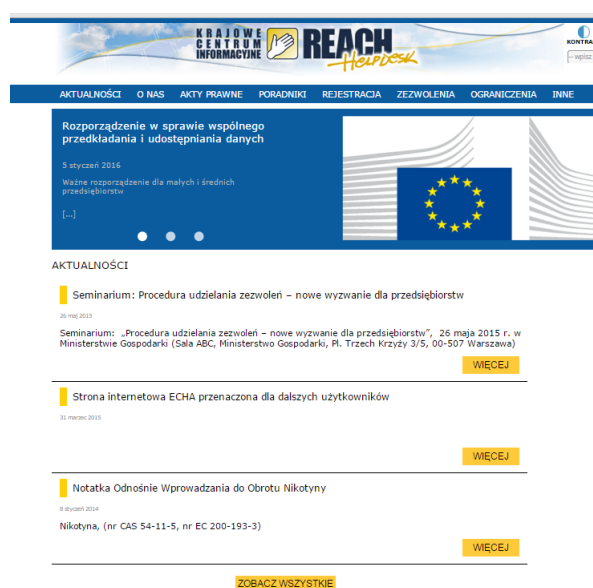 KRAJOWE
CENTRUM
INFORMACYJNE
REACH
HelpDesk
KONTRA
wpisz
AKTUALNOŚCI O NAS AKTY PRAWNE PORADNIKI REJESTRACJA ZEZWOLENIA OGRANICZENIA INNE
Rozporządzenie w sprawie wspólnego
przedkładania i udostępniania danych
5 styczeń 2016
Ważne rozporządzenie dla małych i średnich
przedsiębiorstw
[...]
AKTUALNOŚCI
Seminarium: Procedura udzielania zezwoleń – nowe wyzwanie dla przedsiębiorstw
26 maj 2015
Seminarium: „Procedura udzielania zezwoleń – nowe wyzwanie dla przedsiębiorstw”, 26 maja 2015 r. w
Ministerstwie Gospodarki (Sala ABC, Ministerstwo Gospodarki, Pl. Trzech Krzyży 3/5, 00-507 Warszawa)
WIĘCEJ
Strona internetowa ECHA przenaczona dla dalszych użytkowników
31 marzec 2015
WIĘCEJ
Notatka Odnośnie Wprowadzania do Obrotu Nikotyny
styczeń 2014
Nikotyna, (nr CAS 54-11-5, nr EC 200-193-3)
WIĘCEJ
ZOBACZ WSZYSTKIE